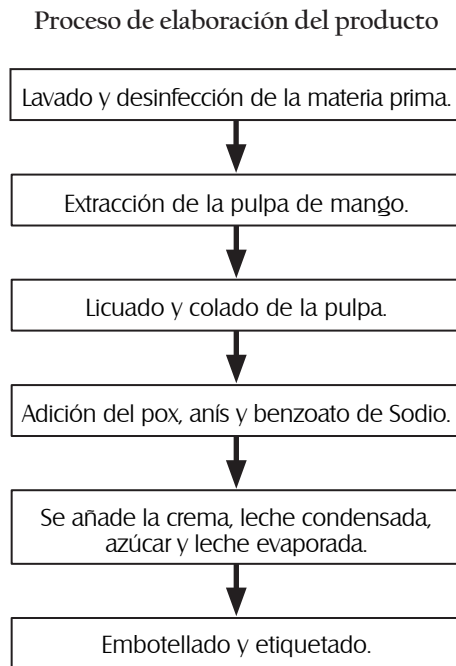 Proceso de elaboración del producto
Lavado y desinfección de la materia prima.
Extracción de la pulpa de mango.
Licuado y colado de la pulpa.
Adición del pox, anís y benzoato de Sodio.
Se añade la crema, leche condensada,
azúcar y leche evaporada.
Embotellado y etiquetado.